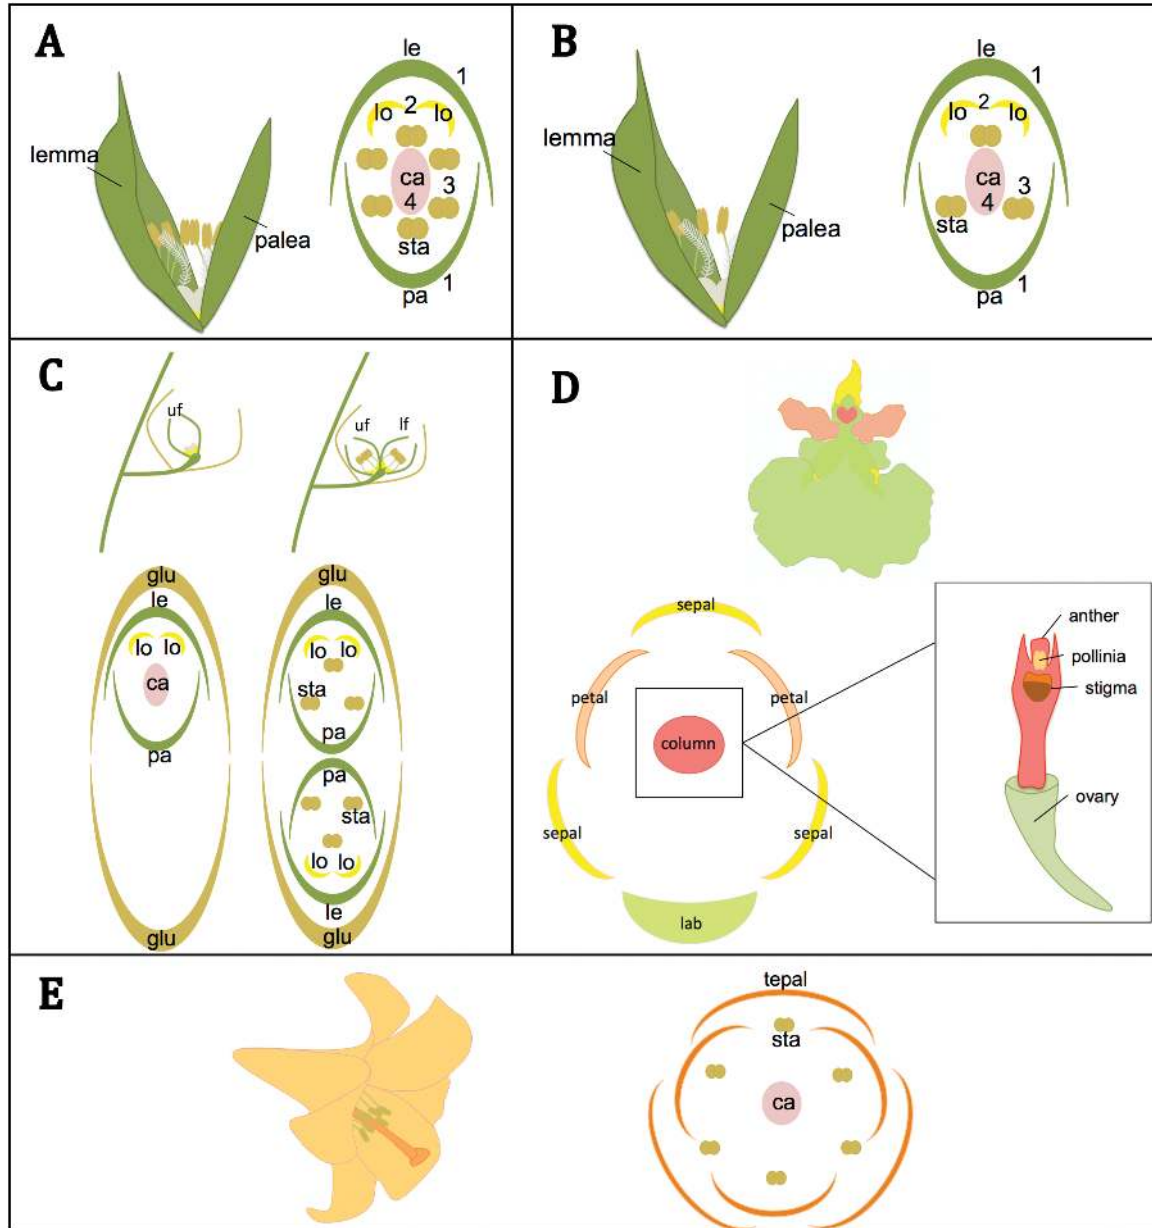 A
le
1
lo 2 lo
lemma
ca
4
3
palea
sta
pa 1
B
le
1
lo 2 lo
lemma
ca
4
3
palea
sta
pa 1
C
uf
uf lf
glu
le
lo lo
ca
pa
glu
glu
le
lo lo
sta
pa
pa
sta
lo lo
le
glu
D
sepal
petal
petal
column
sepal
sepal
lab
anther
pollinia
stigma
ovary
E
tepal
sta
ca